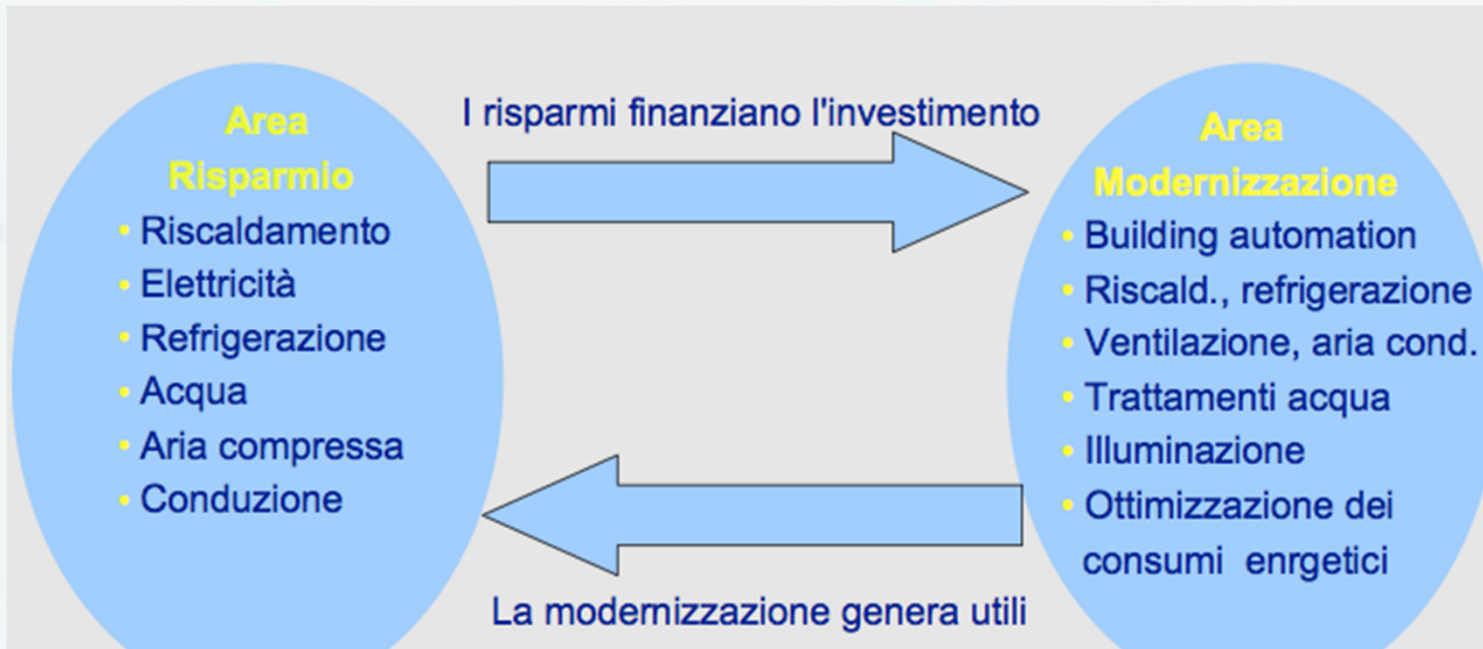 Area
Risparmio
• Riscaldamento
• Elettricità
• Refrigerazione
• Acqua
• Aria compressa
• Conduzione
I risparmi finanziano l'investimento
La modernizzazione genera utili
Area
Modernizzazione
• Building automation
• Riscald., refrigerazione
• Ventilazione, aria cond.
• Trattamenti acqua
• Illuminazione
• Ottimizzazione dei
consumi enrgetici